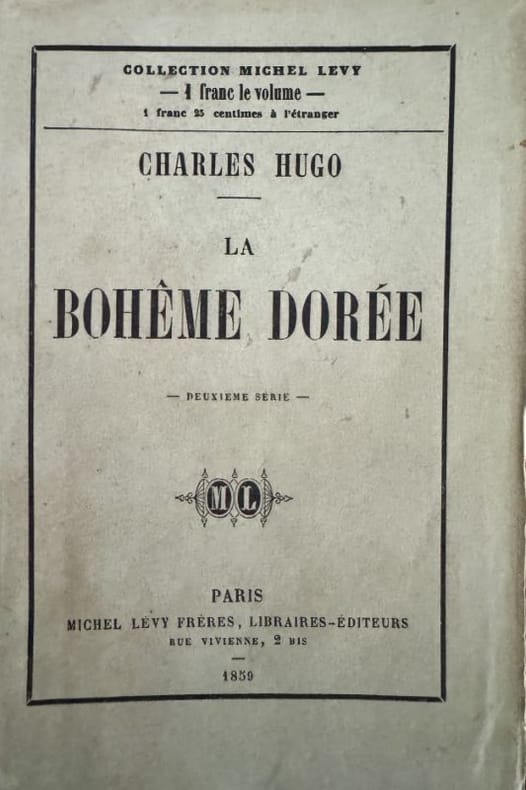 COLLECTION MICHEL LEVY
— 1 franc le volume —
1 franc 25 centimes à l'étranger
CHARLES HUGO
LA
BOHÊME DORÉE
— DEUXIEME SÉRIE —
ML
PARIS
MICHEL LÉVY FRÈRES, LIBRAIRES-ÉDITEURS
RUE VIVIENNE, 2 BIS
1859